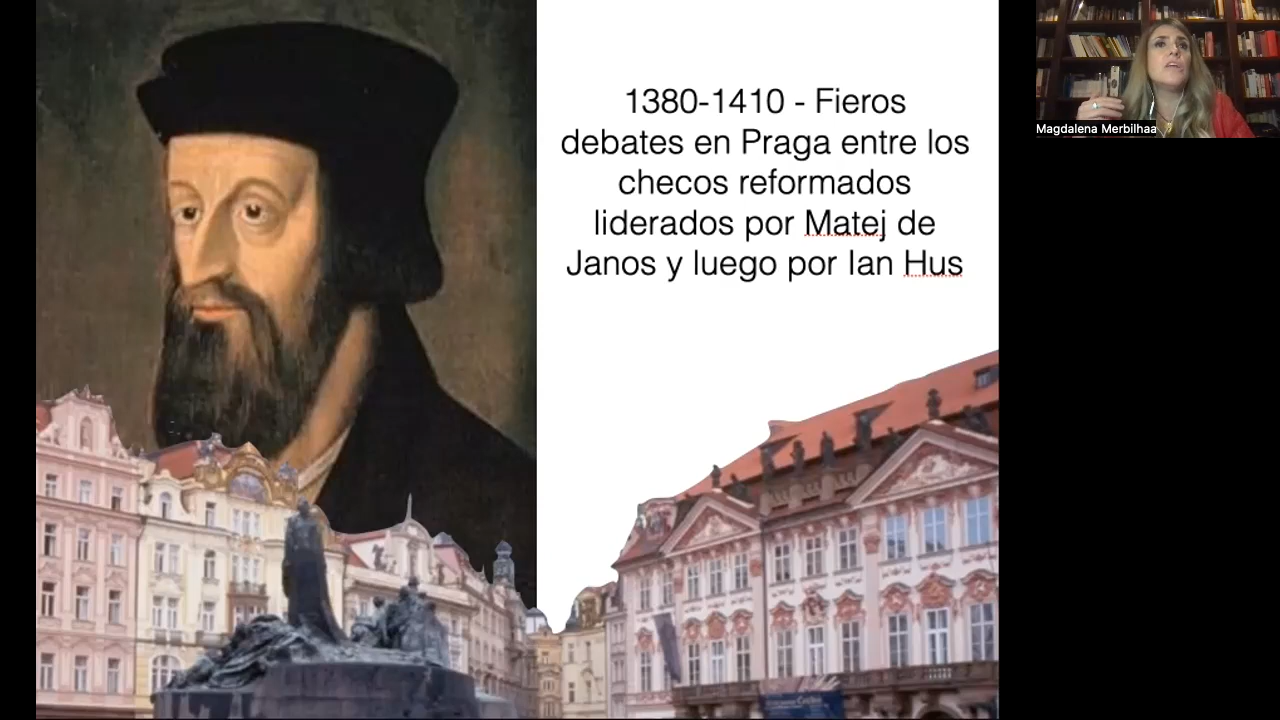 1380-1410 - Fieros
debates en Praga entre los
checos reformados
liderados por Matej de
Janos y luego por Ian Hus
Magdalena Merbilhaa